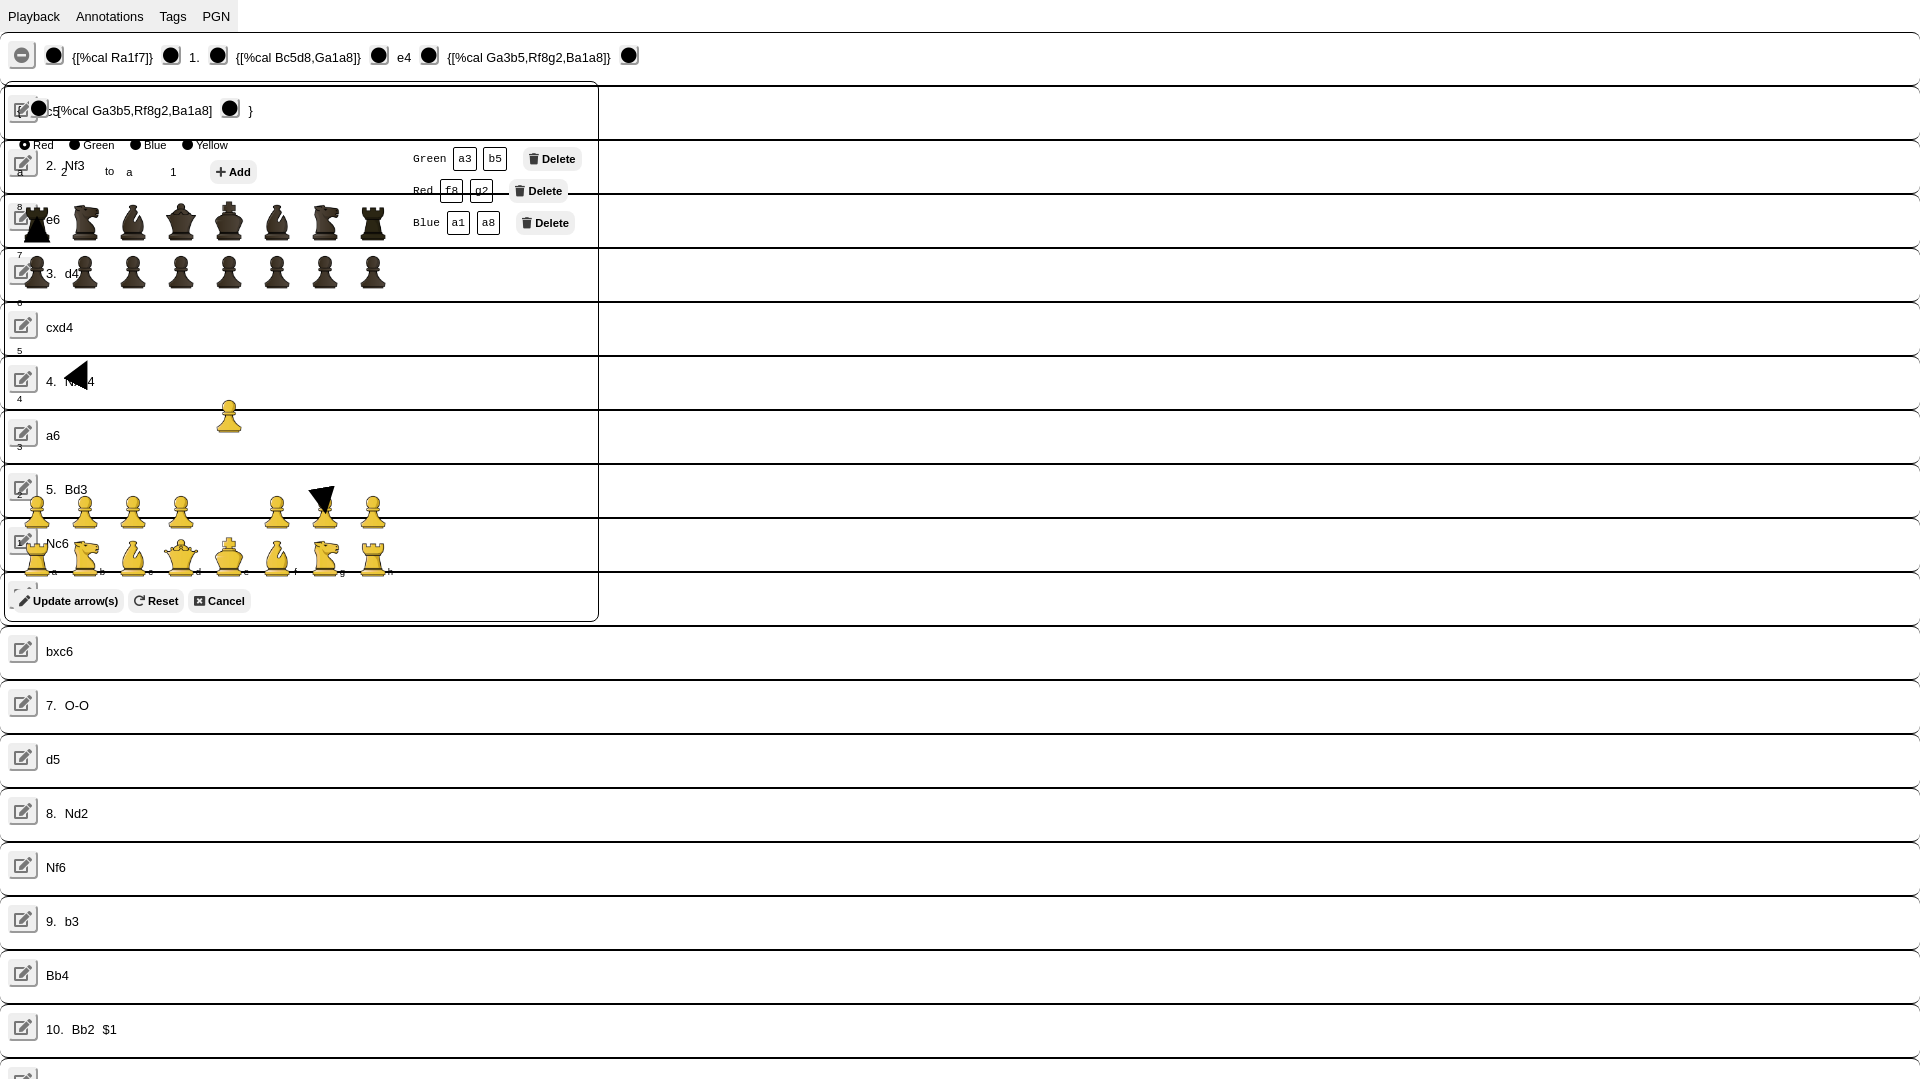 Playback Annotations Tags PGN
{[%cal Ra1f7]} 1. {[%cal Bc5d8,Ga1a8]} e4 {[%cal Ga3b5,Rf8g2,Ba1a8]}
{ [%cal Ga3b5,Rf8g2,Ba1a8] }
c5
Red Green Blue Yellow
Green a3 b5 Delete
2. Nf3
a 2 to a 1 Add
Red f8 g2 Delete
8
e6
Blue a1 a8 Delete
7
3. d4
6
cxd4
5
4.
4
a6
3
5. Bd3
2
1
Nc6
a b c d e f g h
Update arrow(s) Reset Cancel
bxc6
7. O-O
d5
8. Nd2
Nf6
9. b3
Bb4
10. Bb2 $1